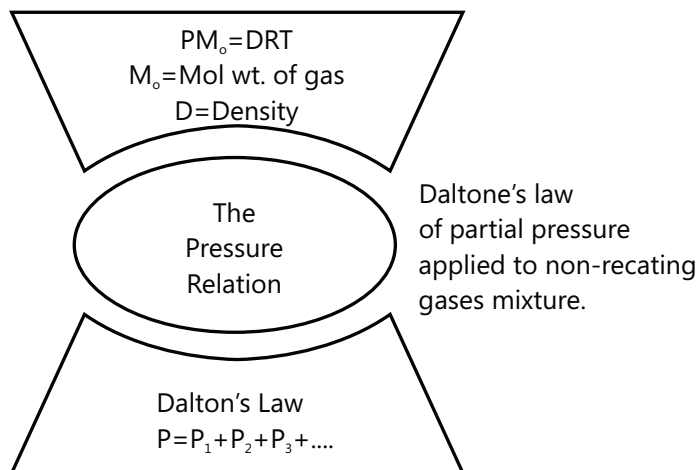 PMₒ=DRT
Mₒ=Mol wt. of gas
D=Density
The
Pressure
Relation
Daltone's law
of partial pressure
applied to non-recating
gases mixture.
Dalton's Law
P=P₁+P₂+P₃+....